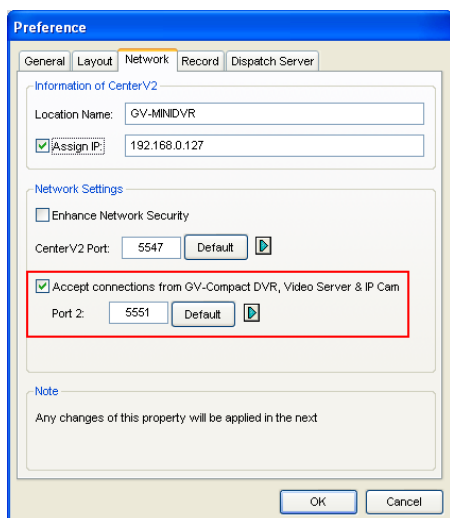 Preference
General Layout Network Record Dispatch Server
Information of CenterV2
Location Name: GV-MINIDVR
Assign IP: 192.168.0.127
Network Settings
Enhance Network Security
CenterV2 Port: 5547 Default
Accept connections from GV-Compact DVR, Video Server & IP Cam
Port 2: 5551 Default
Note
Any changes of this property will be applied in the next
OK Cancel